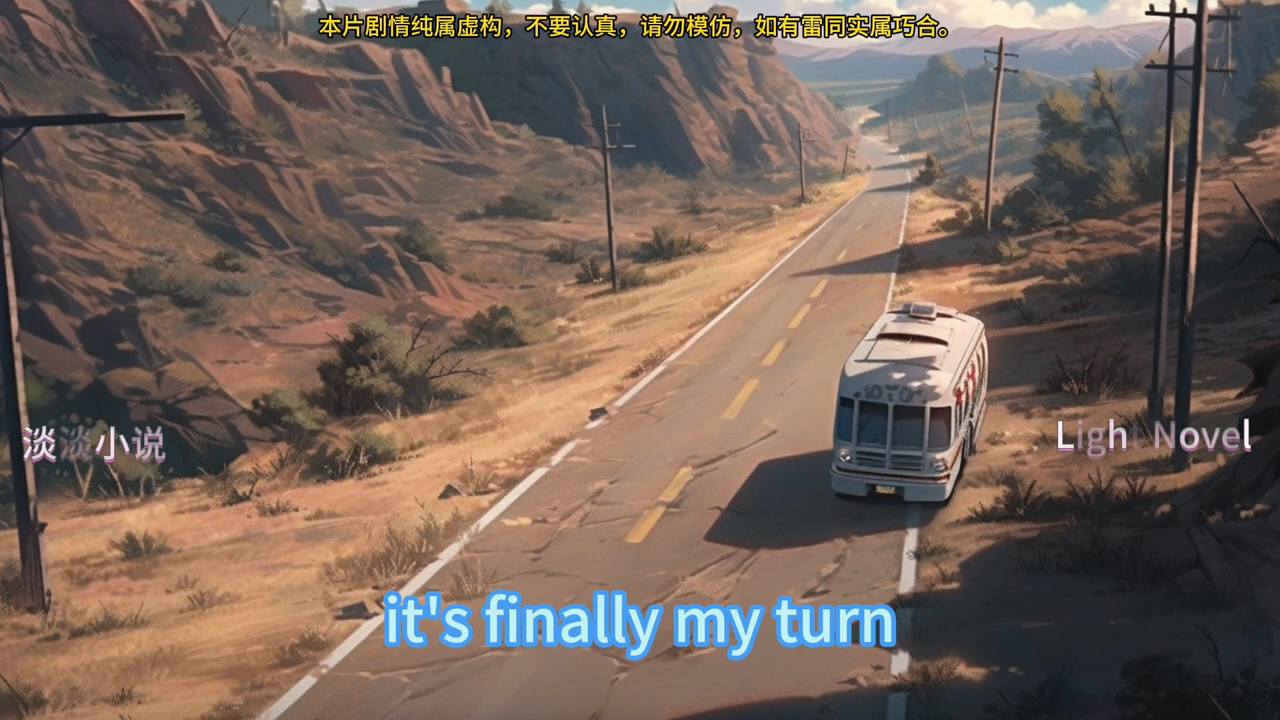 本片剧情纯属虚构，不要认真，请勿模仿，如有雷同实属巧合。
淡淡小说
Light Novel
it's finally my turn